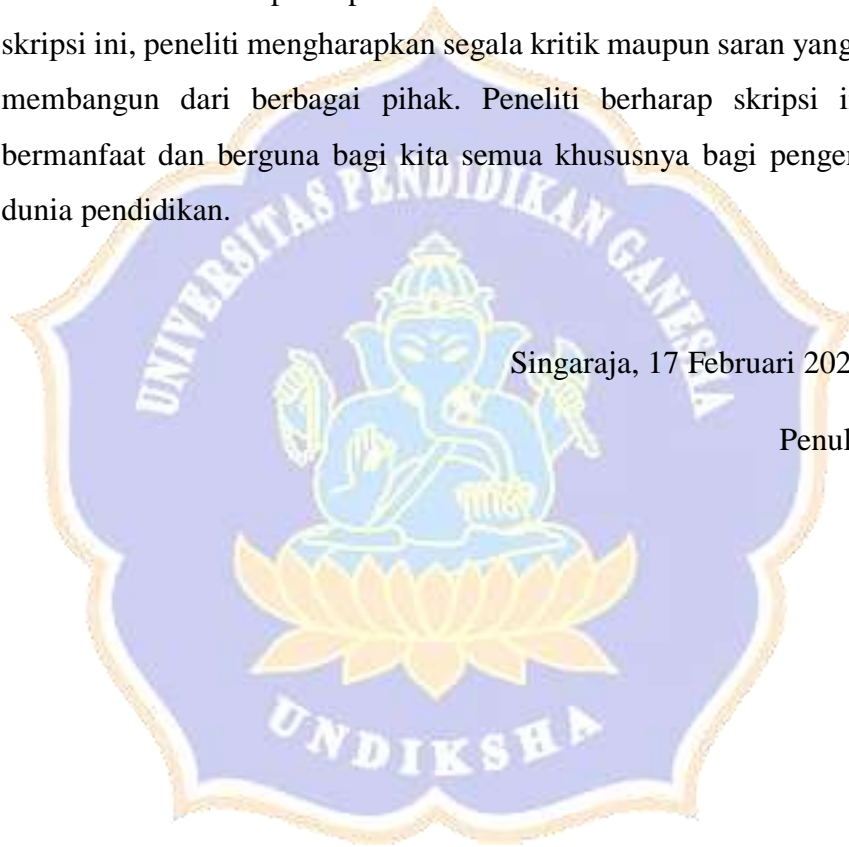 skripsi ini, peneliti mengharapkan segala kritik maupun saran yang
membangun dari berbagai pihak. Peneliti berharap skripsi
bermanfaat dan berguna bagi kita semua khususnya bagi
dunia pendidikan.
UNIVERSITAS PENDIDIKAN GANESHA
Singaraja, 17 Februari 202
Penul
UNDIKSHA